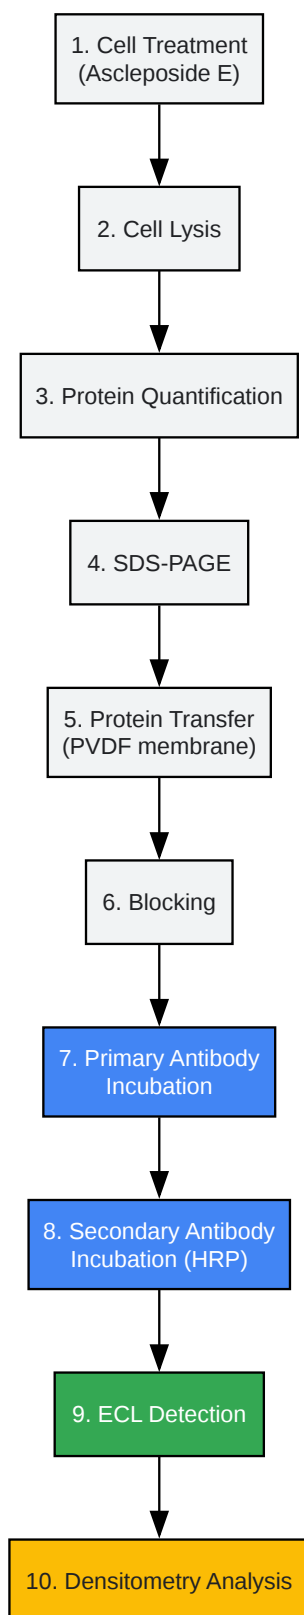 1. Cell Treatment
(Ascleposide E)
2. Cell Lysis
3. Protein Quantification
4. SDS-PAGE
5. Protein Transfer
(PVDF membrane)
6. Blocking
7. Primary Antibody
Incubation
8. Secondary Antibody
Incubation (HRP)
9. ECL Detection
10. Densitometry Analysis